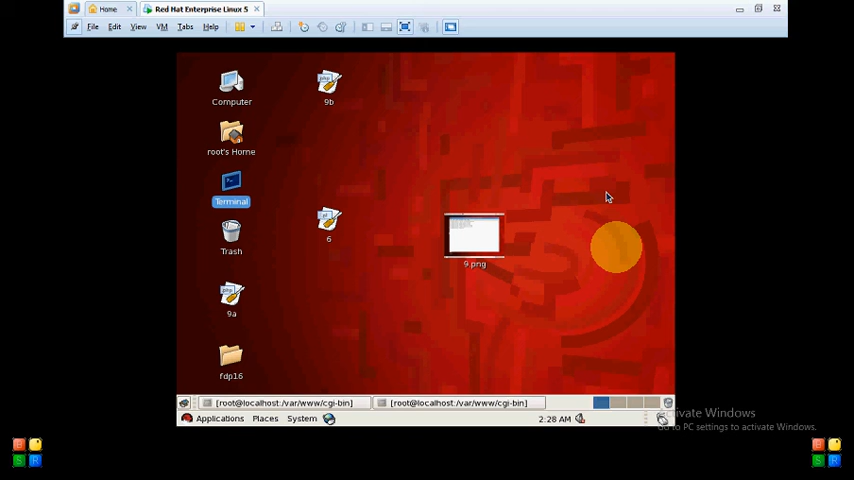 Home
Red Hat Enterprise Linux 5
File Edit View VM Tabs Help
Computer
9b
root's Home
Terminal
6
Trash
9.png
9a
fdp16
[root@localhost:/var/www/cgi-bin] [root@localhost:/var/www/cgi-bin]
Applications Places System 2:28 AM
Activate Windows
Go to PC settings to activate Windows.